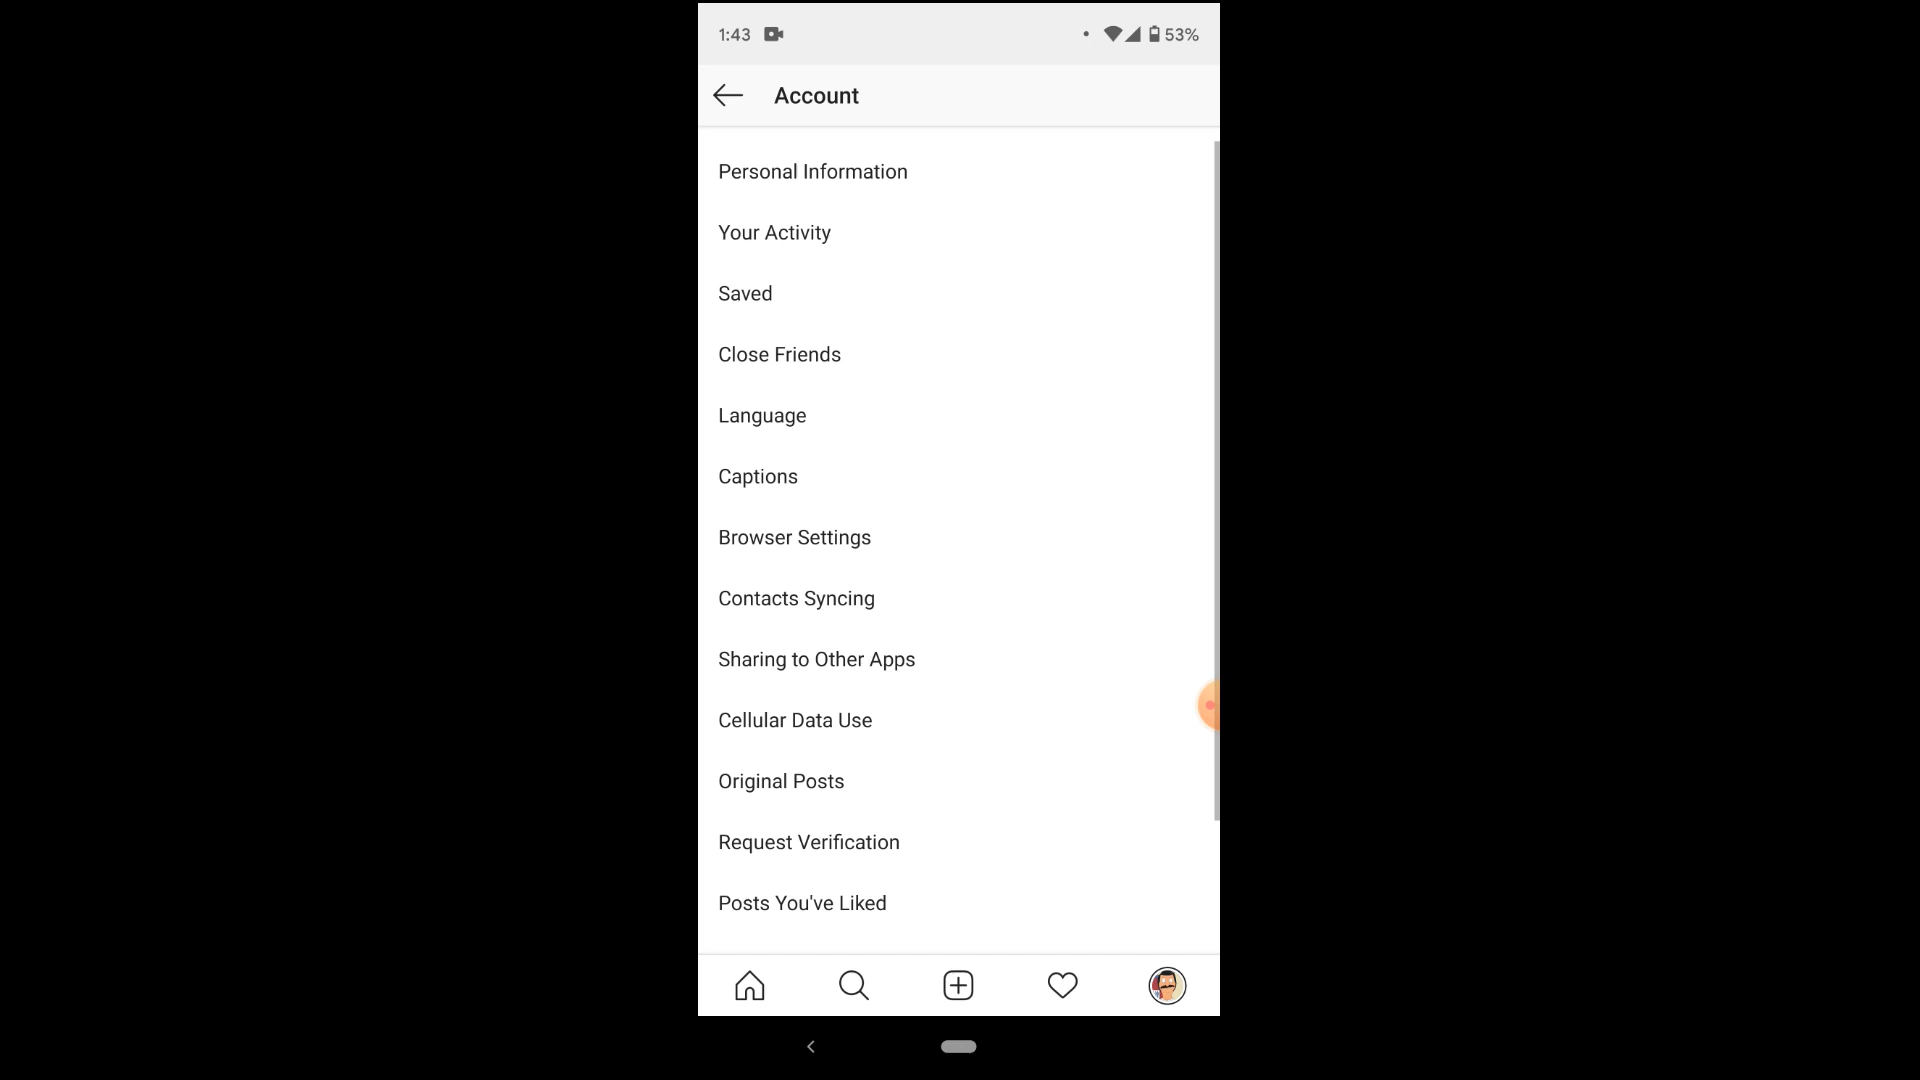 1:43
53%
Account
Personal Information
Your Activity
Saved
Close Friends
Language
Captions
Browser Settings
Contacts Syncing
Sharing to Other Apps
Cellular Data Use
Original Posts
Request Verification
Posts You've Liked